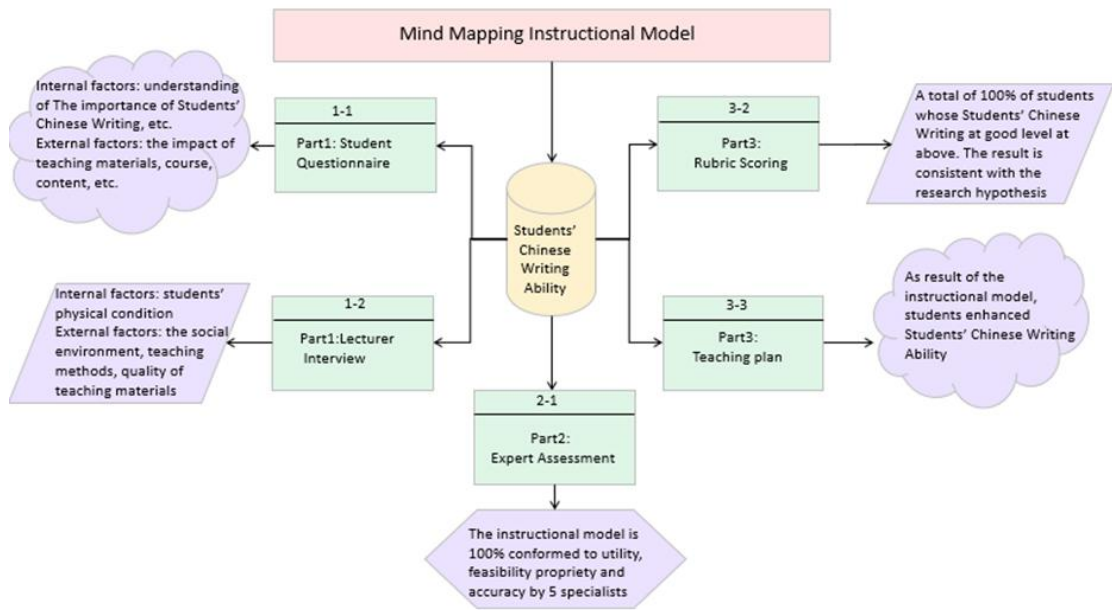 Mind Mapping Instructional Model
Internal factors: understanding
of The importance of Students'
Chinese Writing, etc.
External factors: the impact of
teaching materials, course,
content, etc.
1-1
Part1: Student
Questionnaire
3-2
Part3:
Rubric Scoring
A total of 100% of students
whose Students' Chinese
Writing at good level at
above. The result is
consistent with the
research hypothesis
Students'
Chinese
Writing
Ability
Internal factors: students'
physical condition
External factors: the social
environment, teaching
methods, quality of
teaching materials
1-2
Part1:Lecturer
Interview
3-3
Part3:
Teaching plan
As result of the
instructional model,
students enhanced
Students' Chinese Writing
Ability
2-1
Part2:
Expert Assessment
The instructional model is
100% conformed to utility,
feasibility propriety and
accuracy by 5 specialists